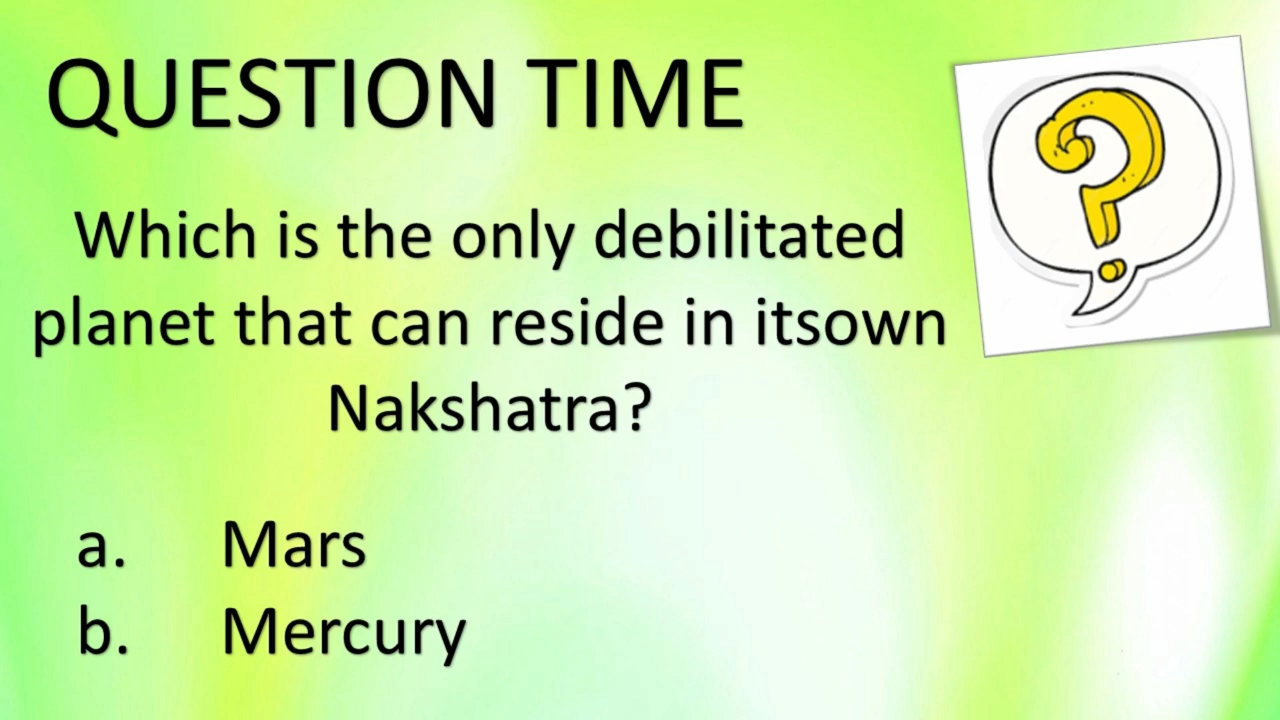 QUESTION TIME
Which is the only debilitated
planet that can reside in itsown
Nakshatra?
a. Mars
b. Mercury